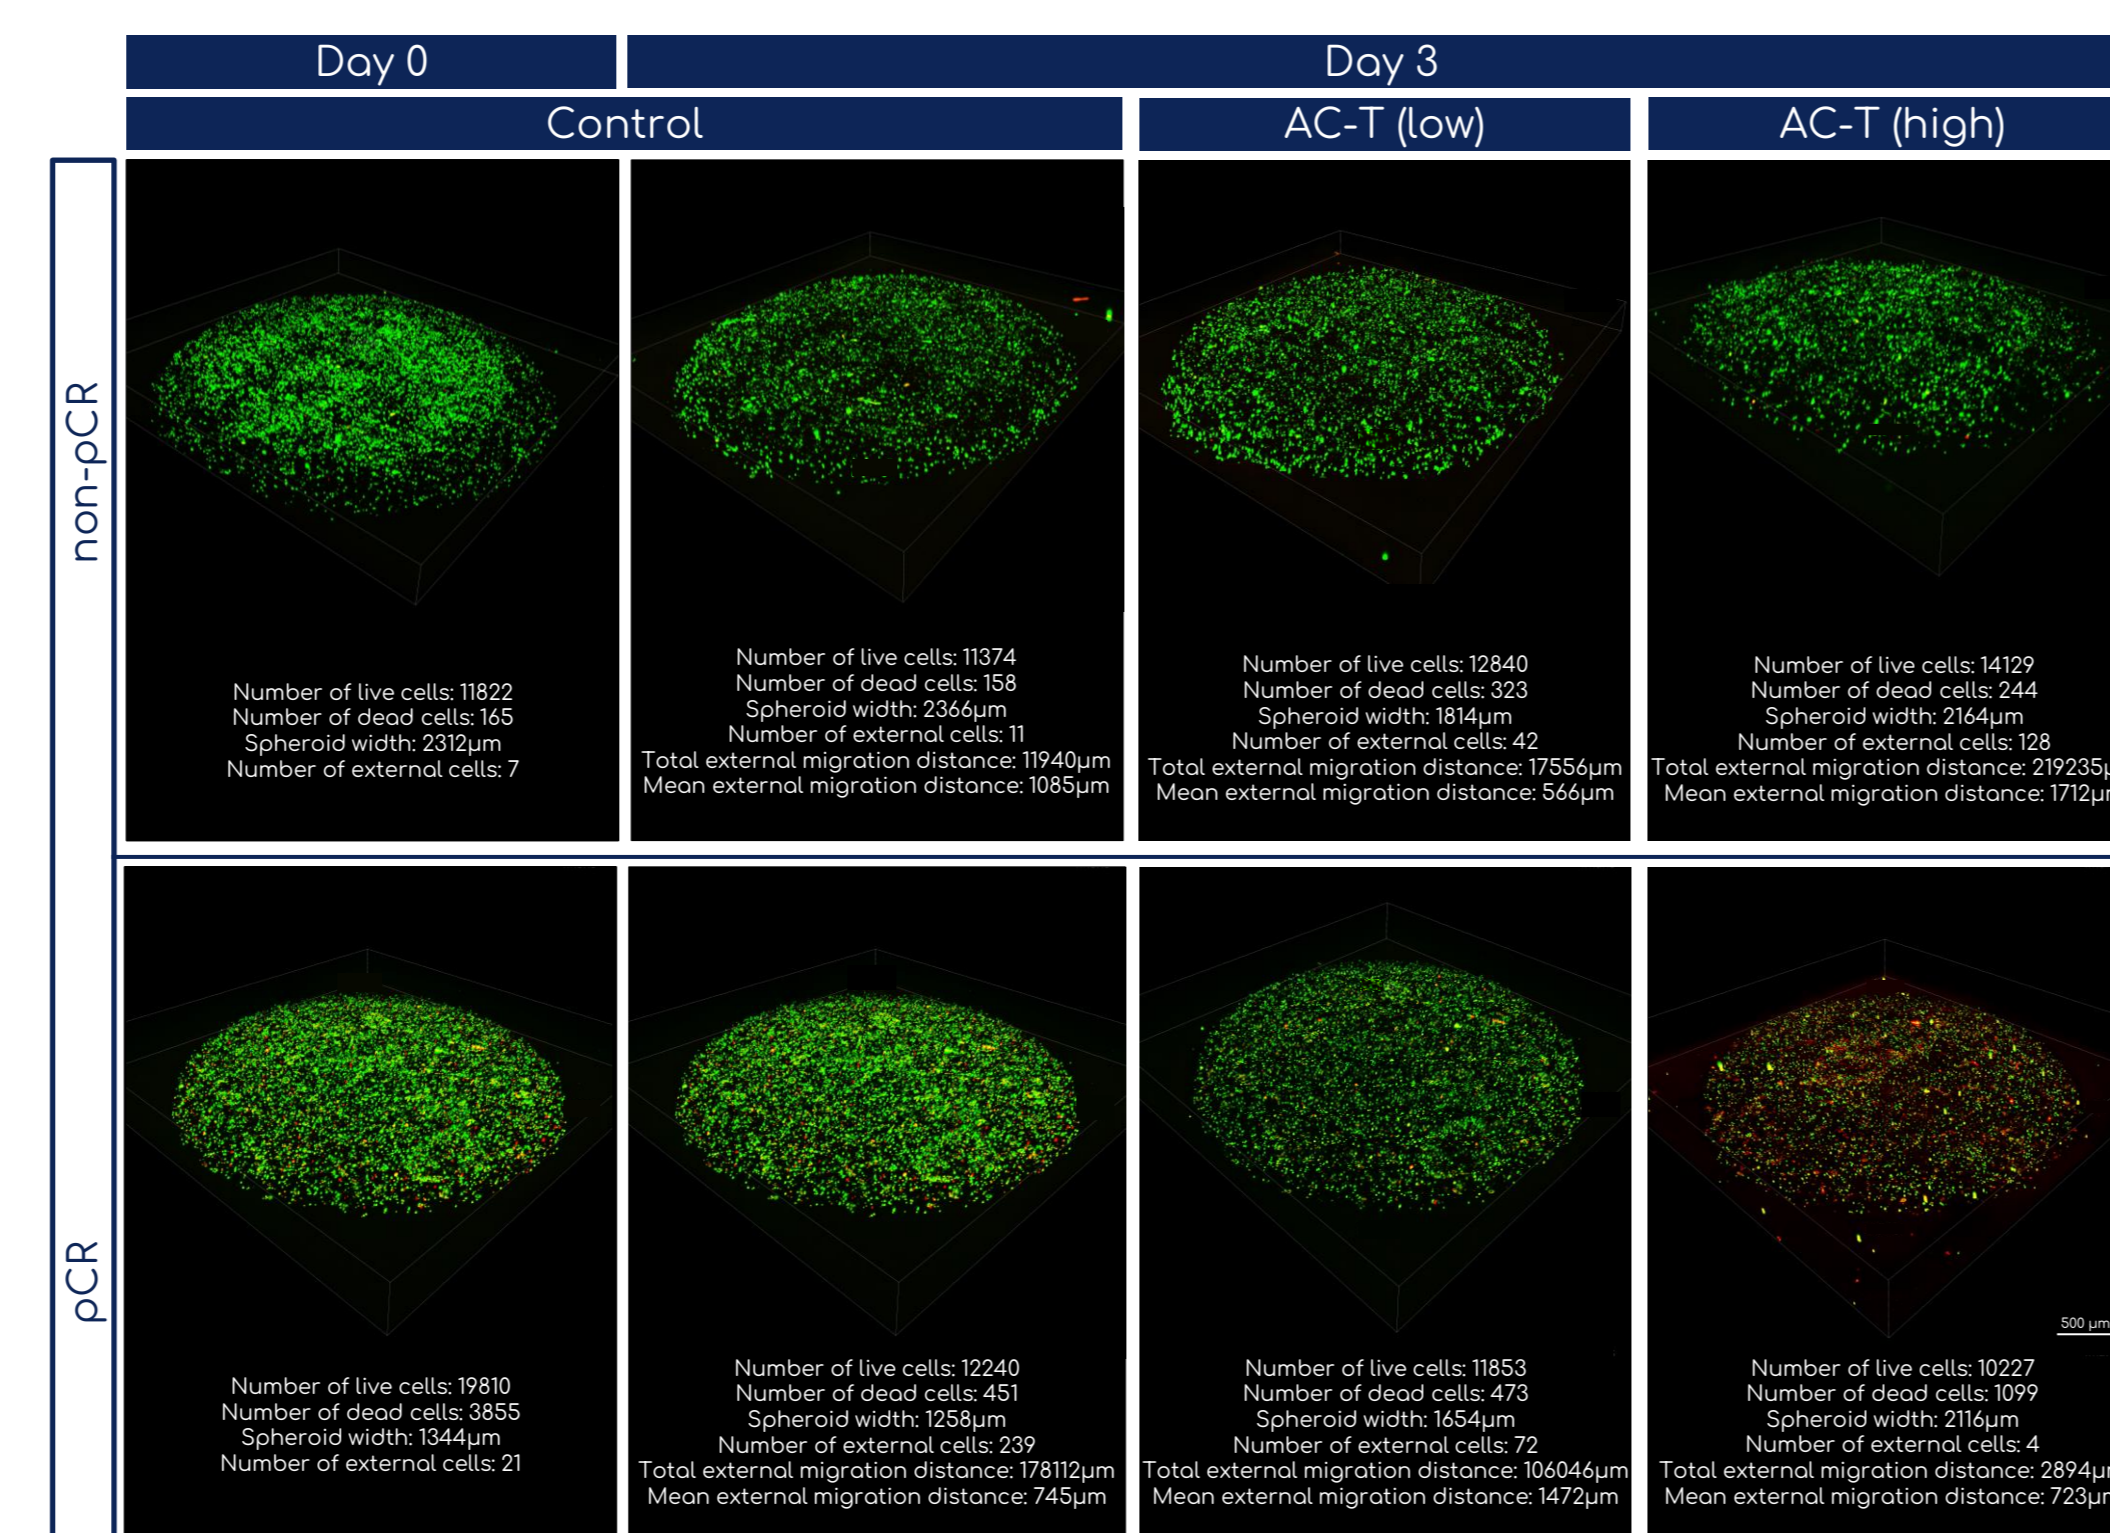 Day 0
Day 3
Control
AC-T (low)
AC-T (high)
non-pCR
Number of live cells: 11822
Number of dead cells: 165
Spheroid width: 2312µm
Number of external cells: 7
Number of live cells: 11374
Number of dead cells: 158
Spheroid width: 2366µm
Number of external cells: 11
Total external migration distance: 11940µm
Mean external migration distance: 1085µm
Number of live cells: 12840
Number of dead cells: 323
Spheroid width: 1814µm
Number of external cells: 42
Total external migration distance: 17556µm
Mean external migration distance: 566µm
Number of live cells: 14129
Number of dead cells: 244
Spheroid width: 2164µm
Number of external cells: 128
Total external migration distance: 219235µ
Mean external migration distance: 1712µm
pCR
Number of live cells: 19810
Number of dead cells: 3855
Spheroid width: 1344µm
Number of external cells: 21
Number of live cells: 12240
Number of dead cells: 451
Spheroid width: 1258µm
Number of external cells: 239
Total external migration distance: 178112µm
Mean external migration distance: 745µm
Number of live cells: 11853
Number of dead cells: 473
Spheroid width: 1654µm
Number of external cells: 72
Total external migration distance: 106046µm
Mean external migration distance: 1472µm
500 µm
Number of live cells: 10227
Number of dead cells: 1099
Spheroid width: 2116µm
Number of external cells: 4
Total external migration distance: 2894µm
Mean external migration distance: 723µm